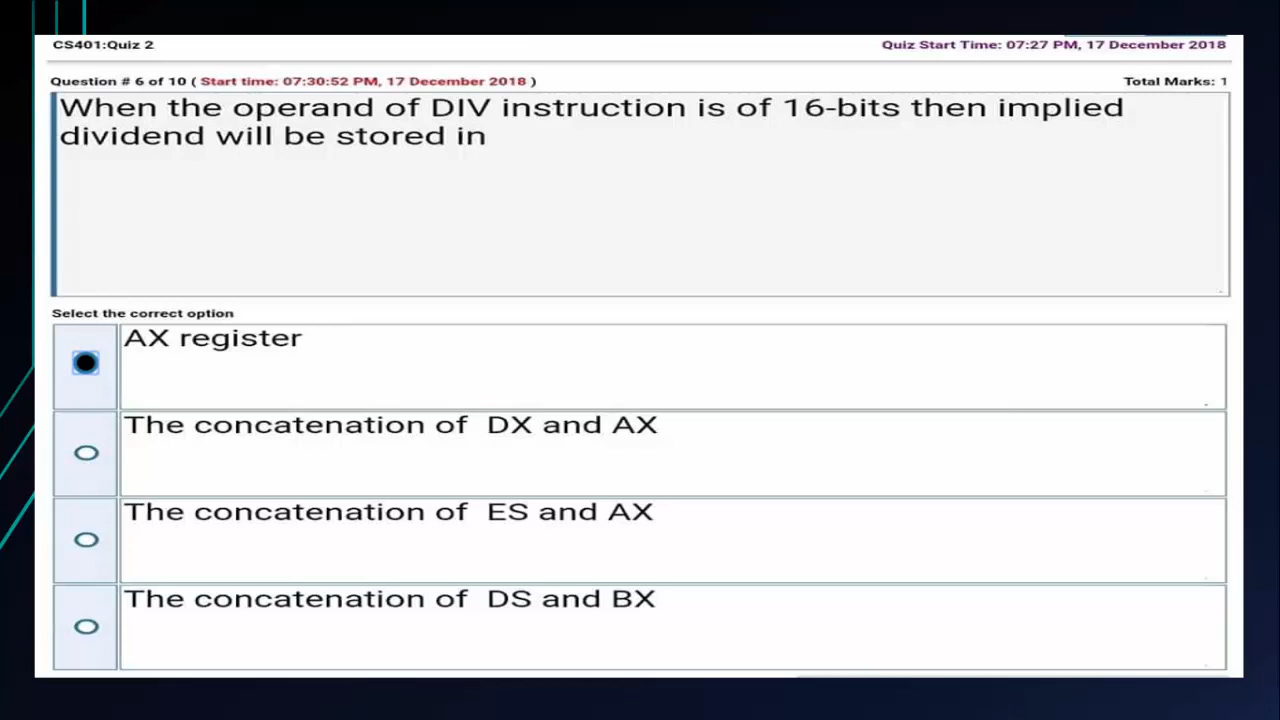 CS401:Quiz 2
Quiz Start Time: 07:27 PM, 17 December 2018
Question # 6 of 10 ( Start time: 07:30:52 PM, 17 December 2018 )
Total Marks: 1
When the operand of DIV instruction is of 16-bits then implied
dividend will be stored in
Select the correct option
AX register
The concatenation of DX and AX
The concatenation of ES and AX
The concatenation of DS and BX